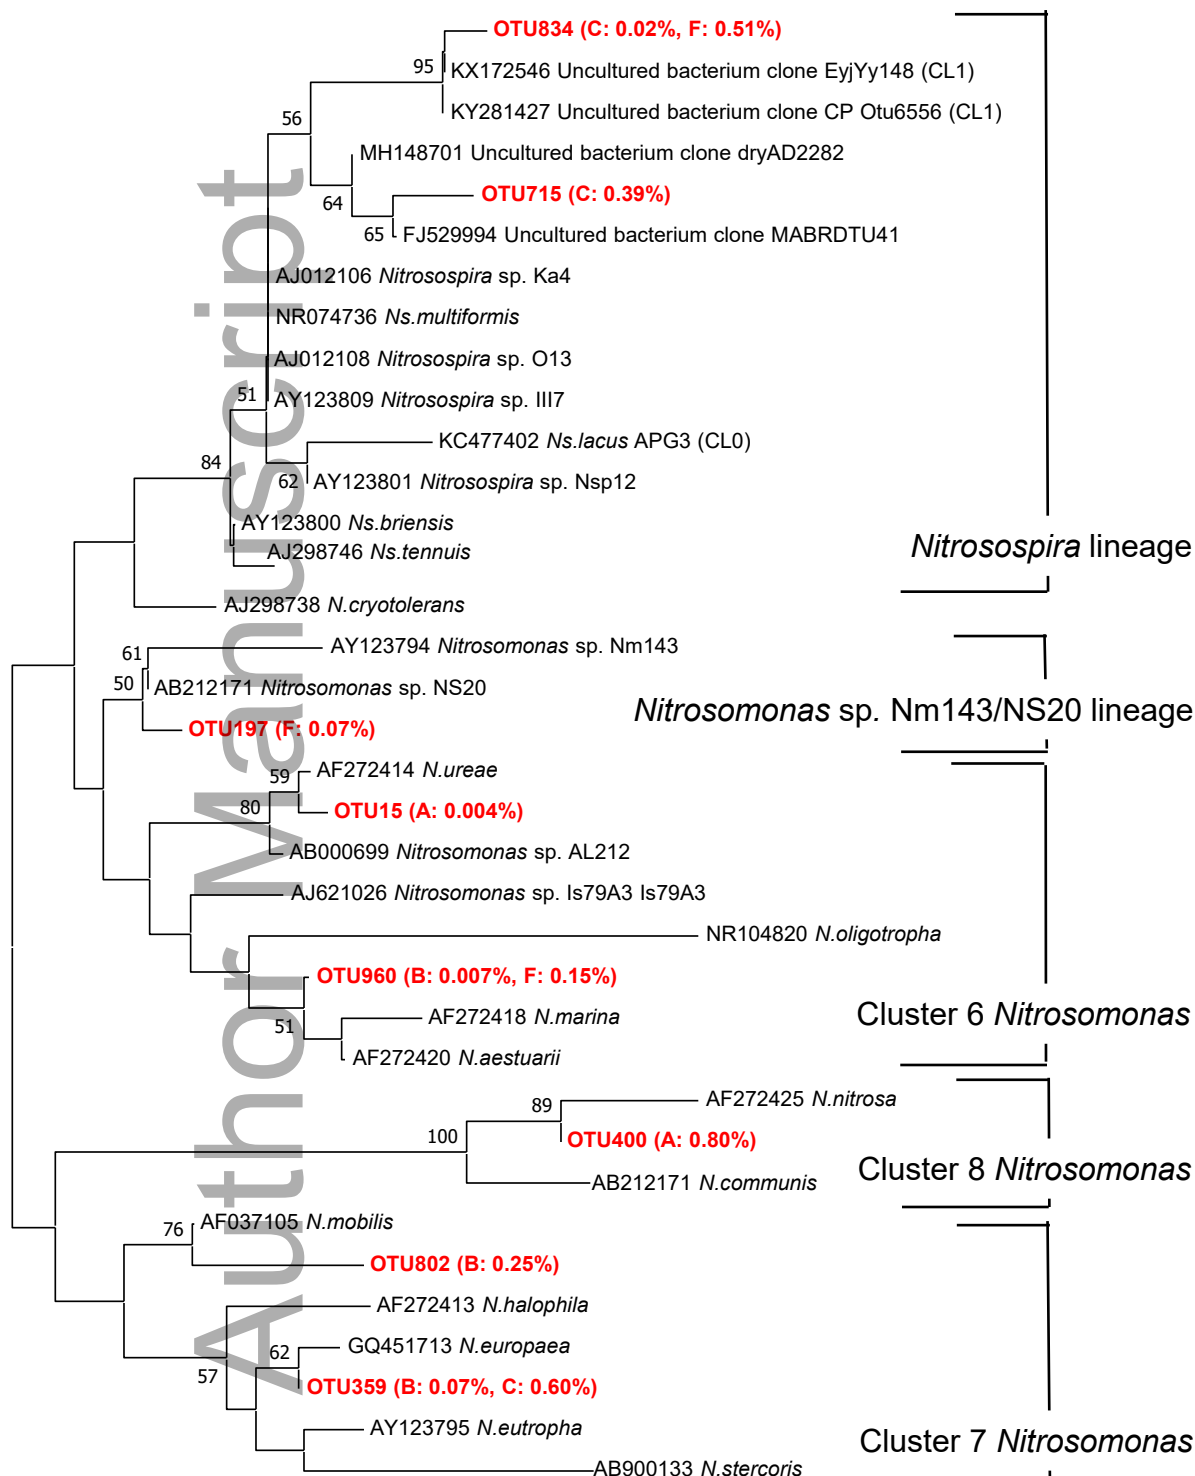 OTU834 (C: 0.02%, F: 0.51%)
95
KX172546 Uncultured bacterium clone EyjYy148 (CL1)
KY281427 Uncultured bacterium clone CP Otu6556 (CL1)
56
MH148701 Uncultured bacterium clone dryAD2282
64
OTU715 (C: 0.39%)
65
FJ529994 Uncultured bacterium clone MABRDTU41
AJ012106 Nitrosospira sp. Ka4
NR074736 Ns.multiformis
AJ012108 Nitrosospira sp. O13
51
AY123809 Nitrosospira sp. III7
KC477402 Ns.lacus APG3 (CL0)
84
62
AY123801 Nitrosospira sp. Nsp12
AY123800 Ns.briensis
AJ298746 Ns.tennuis
Nitrosospira lineage
AJ298738 N.cryotolerans
61
AY123794 Nitrosomonas sp. Nm143
50
AB212171 Nitrosomonas sp. NS20
Nitrosomonas sp. Nm143/NS20 lineage
OTU197 (F: 0.07%)
59
AF272414 N.ureae
80
OTU15 (A: 0.004%)
AB000699 Nitrosomonas sp. AL212
AJ621026 Nitrosomonas sp. Is79A3 Is79A3
NR104820 N.oligotropha
OTU960 (B: 0.007%, F: 0.15%)
51
AF272418 N.marina
Cluster 6 Nitrosomonas
AF272420 N.aestuarii
89
AF272425 N.nitrosa
100
OTU400 (A: 0.80%)
Cluster 8 Nitrosomonas
AB212171 N.communis
76
AF037105 N.mobilis
OTU802 (B: 0.25%)
AF272413 N.halophila
62
GQ451713 N.europaea
57
OTU359 (B: 0.07%, C: 0.60%)
AY123795 N.eutropha
Cluster 7 Nitrosomonas
AB900133 N.stercoris
Author Manuscript